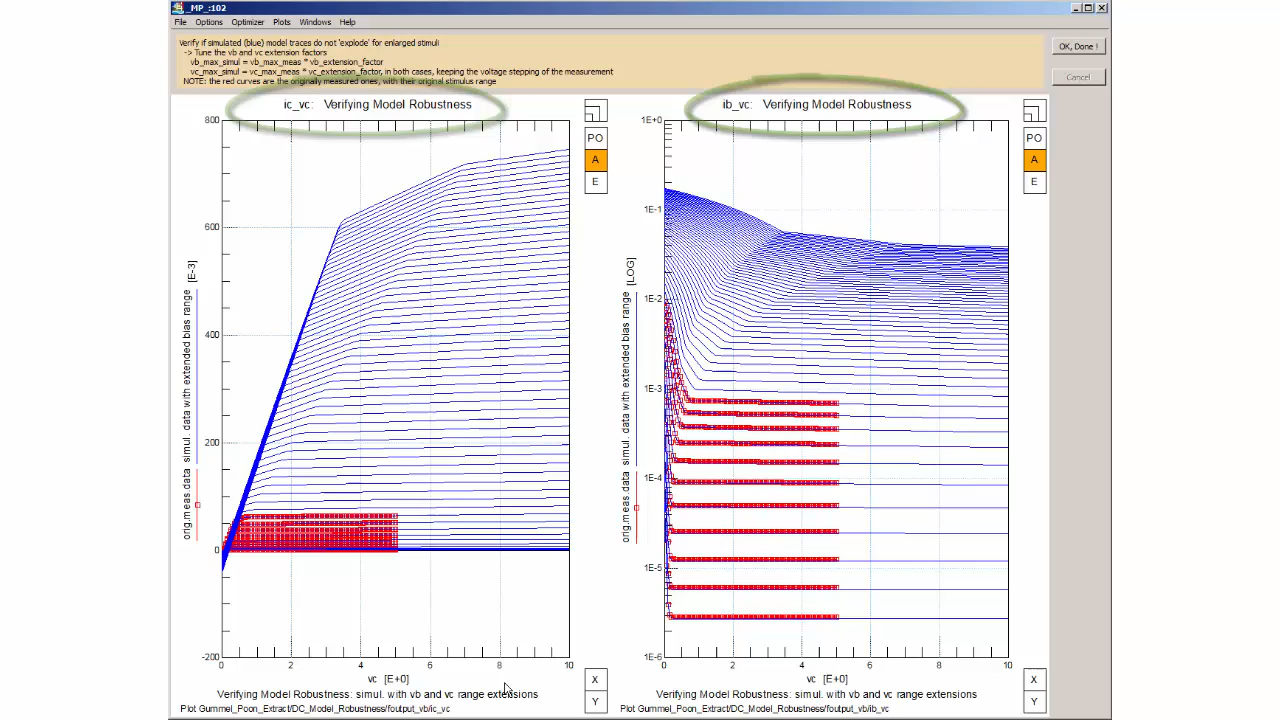 _MP_:102
File Options Optimizer Plots Windows Help
Verify if simulated (blue) model traces do not 'explode' for enlarged stimuli
-> Tune the vb and vc extension factors
vb_max_simul = vb_max_meas * vb_extension_factor
vc_max_simul = vc_max_meas * vc_extension_factor, in both cases, keeping the voltage stepping of the measurement
NOTE: the red curves are the originally measured ones, with their original stimulus range
OK, Done !
Cancel
ic_vc: Verifying Model Robustness
800
600
400
200
0
-200
0 2 4 6 8 10
orig.meas.data simul. data with extended bias range [E-3]
vc [E+0]
Verifying Model Robustness: simul. with vb and vc range extensions
Plot Gummel_Poon_Extract/DC_Model_Robustness/foutput_vb/ic_vc
PO
A
E
X
Y
ib_vc: Verifying Model Robustness
1E+0
1E-1
1E-2
1E-3
1E-4
1E-5
1E-6
0 2 4 6 8 10
orig.meas.data simul. data with extended bias range [LOG]
vc [E+0]
Verifying Model Robustness: simul. with vb and vc range extensions
Plot Gummel_Poon_Extract/DC_Model_Robustness/foutput_vb/ib_vc
PO
A
E
X
Y